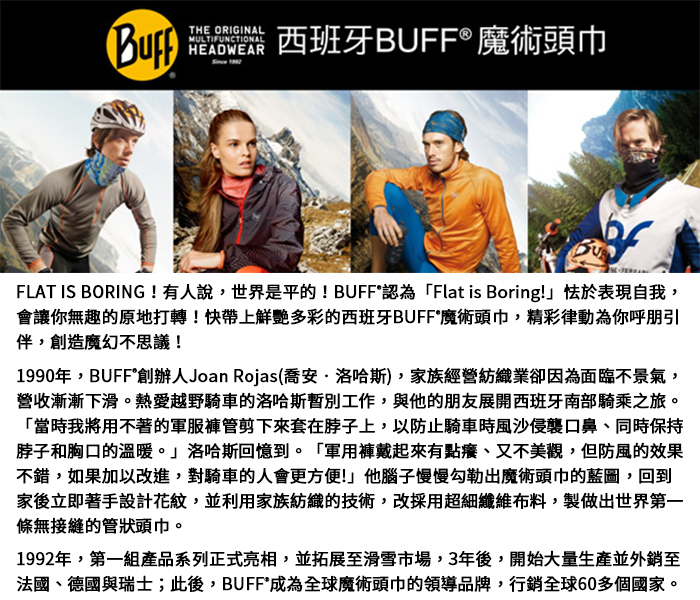 BUFF
®
THE ORIGINAL
MULTIFUNCTIONAL
HEADWEAR
Since 1992
西班牙BUFF® 魔術頭巾
BUFF
FLAT IS BORING！有人說，世界是平的！BUFF®認為「Flat is Boring!」怯於表現自我，
會讓你無趣的原地打轉！快帶上鮮艷多彩的西班牙BUFF®魔術頭巾，精彩律動為你呼朋引
伴，創造魔幻不思議！
1990年，BUFF®創辦人Joan Rojas(喬安．洛哈斯)，家族經營紡織業卻因為面臨不景氣，
營收漸漸下滑。熱愛越野騎車的洛哈斯暫別工作，與他的朋友展開西班牙南部騎乘之旅。
「當時我將用不著的軍服褲管剪下來套在脖子上，以防止騎車時風沙侵襲口鼻、同時保持
脖子和胸口的溫暖。」洛哈斯回憶到。「軍用褲戴起來有點癢、又不美觀，但防風的效果
不錯，如果加以改進，對騎車的人會更方便!」他腦子慢慢勾勒出魔術頭巾的藍圖，回到
家後立即著手設計花紋，並利用家族紡織的技術，改採用超細纖維布料，製做出世界第一
條無接縫的管狀頭巾。
1992年，第一組產品系列正式亮相，並拓展至滑雪市場，3年後，開始大量生產並外銷至
法國、德國與瑞士；此後，BUFF®成為全球魔術頭巾的領導品牌，行銷全球60多個國家。